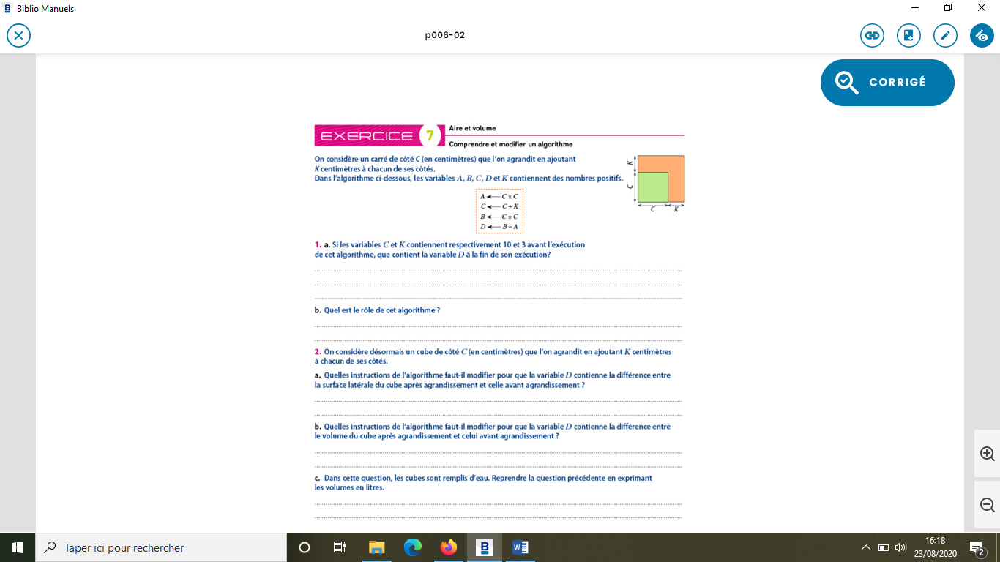 Biblio Manuels
p006-02
CORRIGÉ
EXERCICE 7
Aire et volume
Comprendre et modifier un algorithme
On considère un carré de côté C (en centimètres) que l'on agrandit en ajoutant
K centimètres à chacun de ses côtés.
Dans l'algorithme ci-dessous, les variables A, B, C, D et K contiennent des nombres positifs.
K
C
C
K
A ← C × C
C ← C + K
B ← C × C
D ← B – A
1. a. Si les variables C et K contiennent respectivement 10 et 3 avant l'exécution
de cet algorithme, que contient la variable D à la fin de son exécution?
b. Quel est le rôle de cet algorithme ?
2. On considère désormais un cube de côté C (en centimètres) que l'on agrandit en ajoutant K centimètres
à chacun de ses côtés.
a. Quelles instructions de l'algorithme faut-il modifier pour que la variable D contienne la différence entre
la surface latérale du cube après agrandissement et celle avant agrandissement ?
b. Quelles instructions de l'algorithme faut-il modifier pour que la variable D contienne la différence entre
le volume du cube après agrandissement et celui avant agrandissement ?
c. Dans cette question, les cubes sont remplis d'eau. Reprendre la question précédente en exprimant
les volumes en litres.
Taper ici pour rechercher
16:18
23/08/2020
2